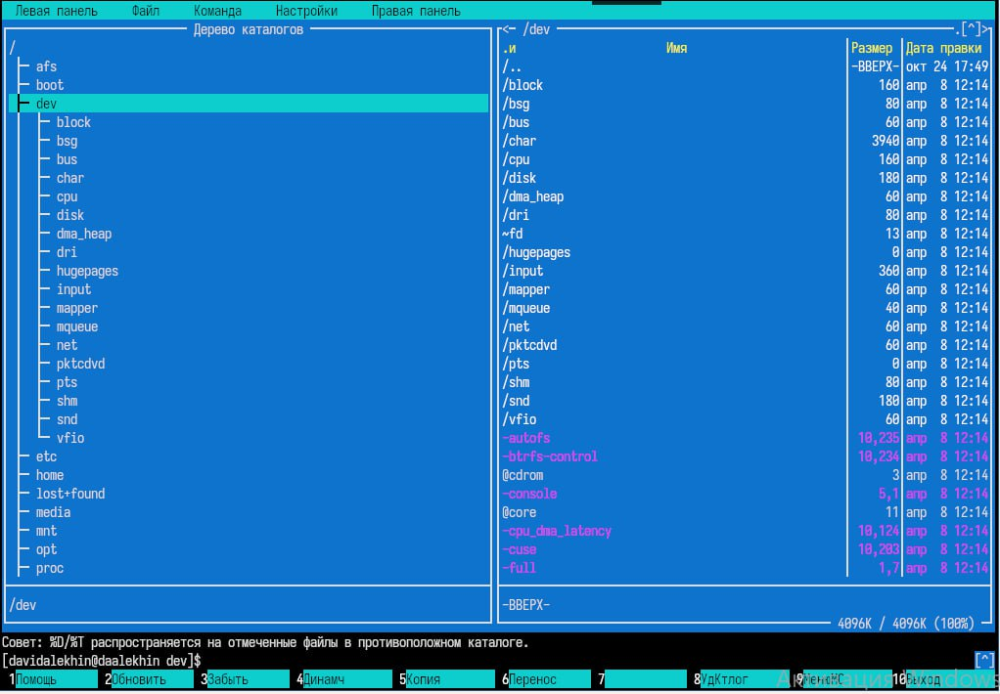 Левая панель Файл Команда Настройки Правая панель
Дерево каталогов
/
afs
boot
dev
block
bsg
bus
char
cpu
disk
dma_heap
dri
hugepages
input
mapper
mqueue
net
pktcdvd
pts
shm
snd
vfio
etc
home
lost+found
media
mnt
opt
proc
/dev
<— /dev .[^]>
.и Имя Размер Дата правки
/.. -ВВЕРХ- окт 24 17:49
/block 160 апр 8 12:14
/bsg 80 апр 8 12:14
/bus 60 апр 8 12:14
/char 3940 апр 8 12:14
/cpu 160 апр 8 12:14
/disk 180 апр 8 12:14
/dma_heap 60 апр 8 12:14
/dri 80 апр 8 12:14
~fd 13 апр 8 12:14
/hugepages 0 апр 8 12:14
/input 360 апр 8 12:14
/mapper 60 апр 8 12:14
/mqueue 40 апр 8 12:14
/net 60 апр 8 12:14
/pktcdvd 60 апр 8 12:14
/pts 0 апр 8 12:14
/shm 80 апр 8 12:14
/snd 180 апр 8 12:14
/vfio 60 апр 8 12:14
-autofs 10,235 апр 8 12:14
-btrfs-control 10,234 апр 8 12:14
@cdrom 3 апр 8 12:14
-console 5,1 апр 8 12:14
@core 11 апр 8 12:14
-cpu_dma_latency 10,124 апр 8 12:14
-cuse 10,203 апр 8 12:14
-full 1,7 апр 8 12:14
-ВВЕРХ-
4096K / 4096K (100%)
Совет: %D/%T распространяется на отмеченные файлы в противоположном каталоге.
[davidalekhin@daalekhin dev]$ [^]
1Помощь 2Обновить 3Забыть 4Динамч 5Копия 6Перенос 7 8УдКтлог 9 10Выход
Активация Windows